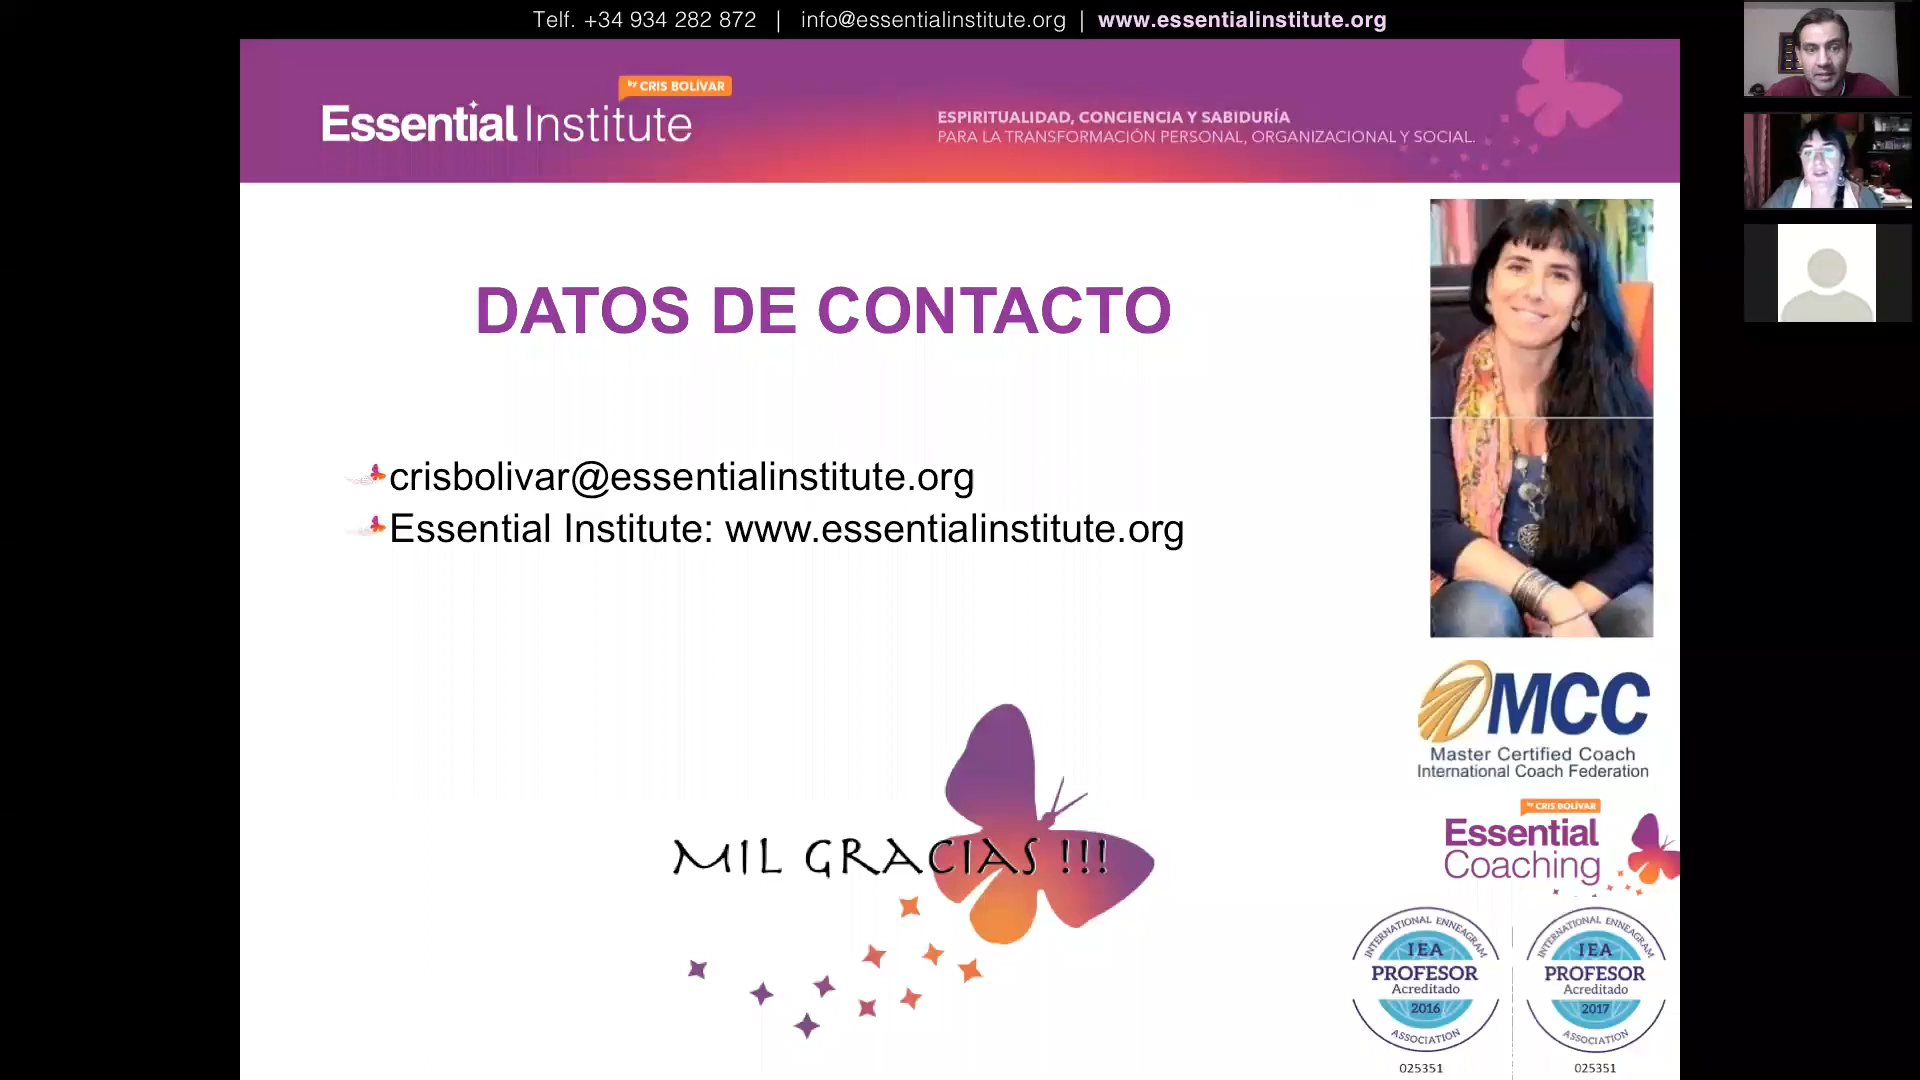 Telf. +34 934 282 872 | info@essentialinstitute.org | www.essentialinstitute.org
by CRIS BOLÍVAR
Essential Institute
ESPIRITUALIDAD, CONCIENCIA Y SABIDURÍA
PARA LA TRANSFORMACIÓN PERSONAL, ORGANIZACIONAL Y SOCIAL.
DATOS DE CONTACTO
crisbolivar@essentialinstitute.org
Essential Institute: www.essentialinstitute.org
MIL GRACIAS !!!
MCC
Master Certified Coach
International Coach Federation
by CRIS BOLÍVAR
Essential
Coaching
INTERNATIONAL ENNEAGRAM
IEA
PROFESOR
Acreditado
2016
ASSOCIATION
025351
INTERNATIONAL ENNEAGRAM
IEA
PROFESOR
Acreditado
2017
ASSOCIATION
025351